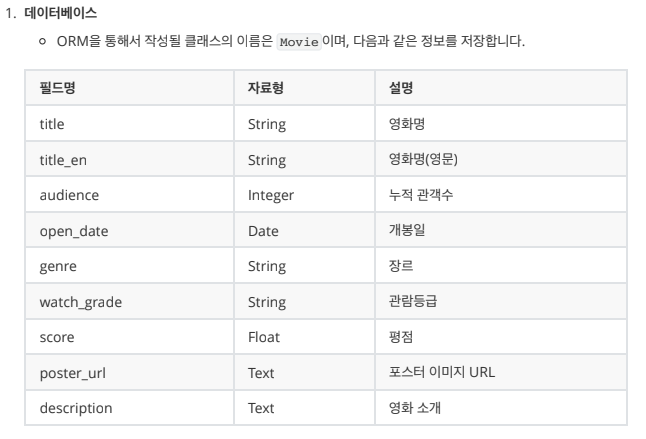 1. 데이터베이스
○ ORM을 통해서 작성될 클래스의 이름은 Movie 이며, 다음과 같은 정보를 저장합니다.
필드명 자료형 설명
title String 영화명
title_en String 영화명(영문)
audience Integer 누적 관객수
open_date Date 개봉일
genre String 장르
watch_grade String 관람등급
score Float 평점
poster_url Text 포스터 이미지 URL
description Text 영화 소개